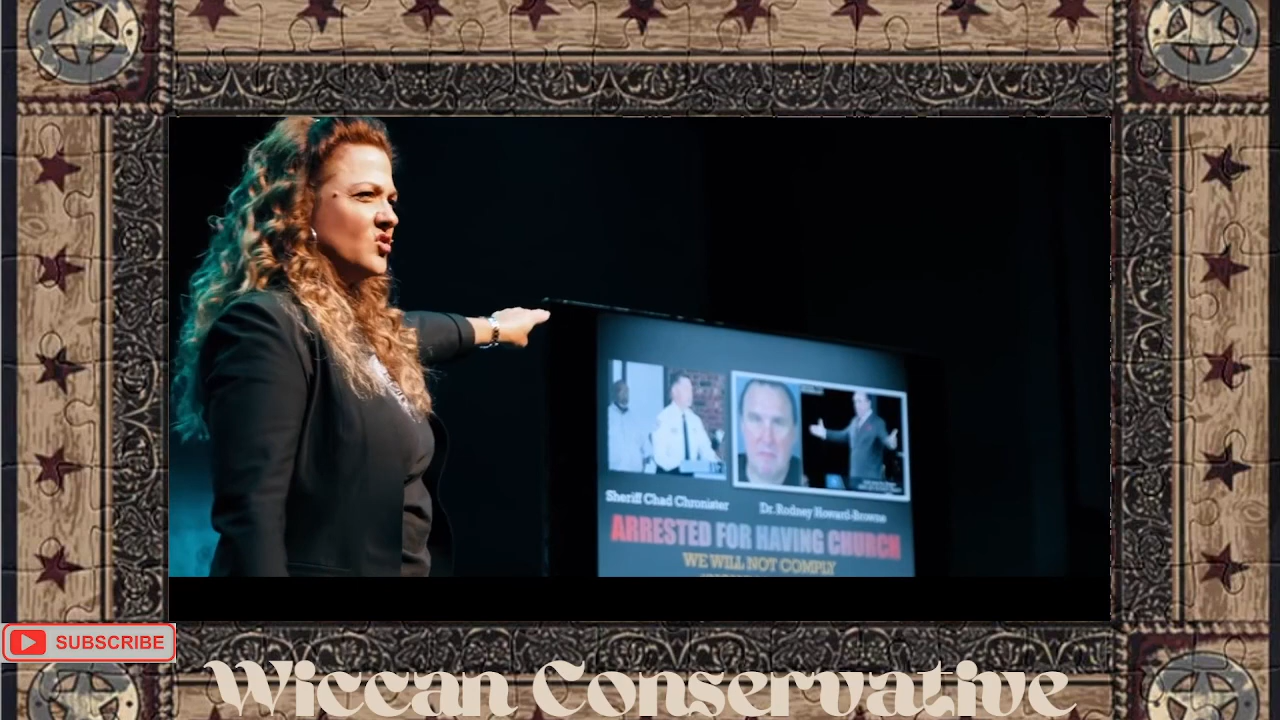 Sheriff Chad Chronister
Dr. Rodney Howard-Browne
ARRESTED FOR HAVING CHURCH
WE WILL NOT COMPLY
SUBSCRIBE
Wiccan Conservative